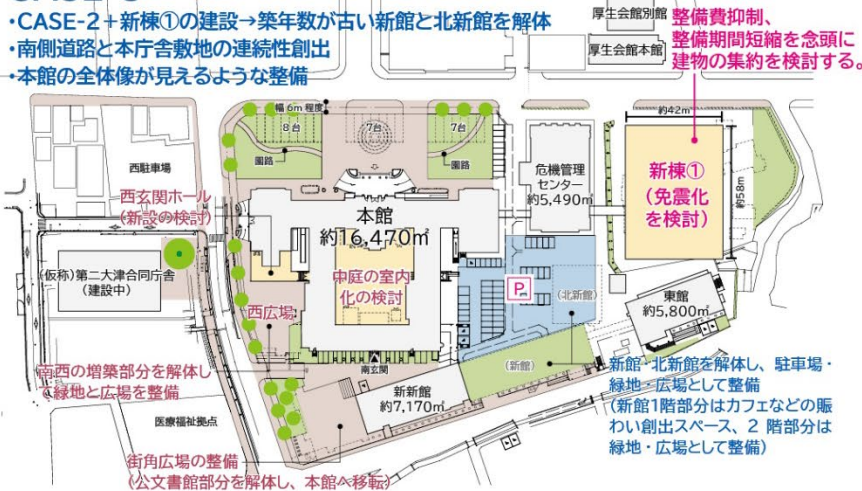 ・CASE-2+新棟①の建設→築年数が古い新館と北新館を解体
・南側道路と本庁舎敷地の連続性創出
・本館の全体像が見えるような整備
厚生会館別館
厚生会館本館
整備費抑制、
整備期間短縮を念頭に
建物の集約を検討する。
幅6m程度
8台
7台
7台
園路
園路
約42m
約58m
西駐車場
西玄関ホール
(新設の検討)
本館
約16,470㎡
危機管理
センター
約5,490㎡
新棟①
(免震化
を検討)
(仮称)第二大津合同庁舎
(建設中)
中庭の室内
化の検討
P
(北新館)
東館
約5,800㎡
西広場
南玄関
(新館)
新新館
約7,170㎡
南西の増築部分を解体し
て緑地と広場を整備
医療福祉拠点
街角広場の整備
(公文書館部分を解体し、本館へ移転)
新館・北新館を解体し、駐車場・
緑地・広場として整備
(新館1階部分はカフェなどの賑
わい創出スペース、2 階部分は
緑地・広場として整備)